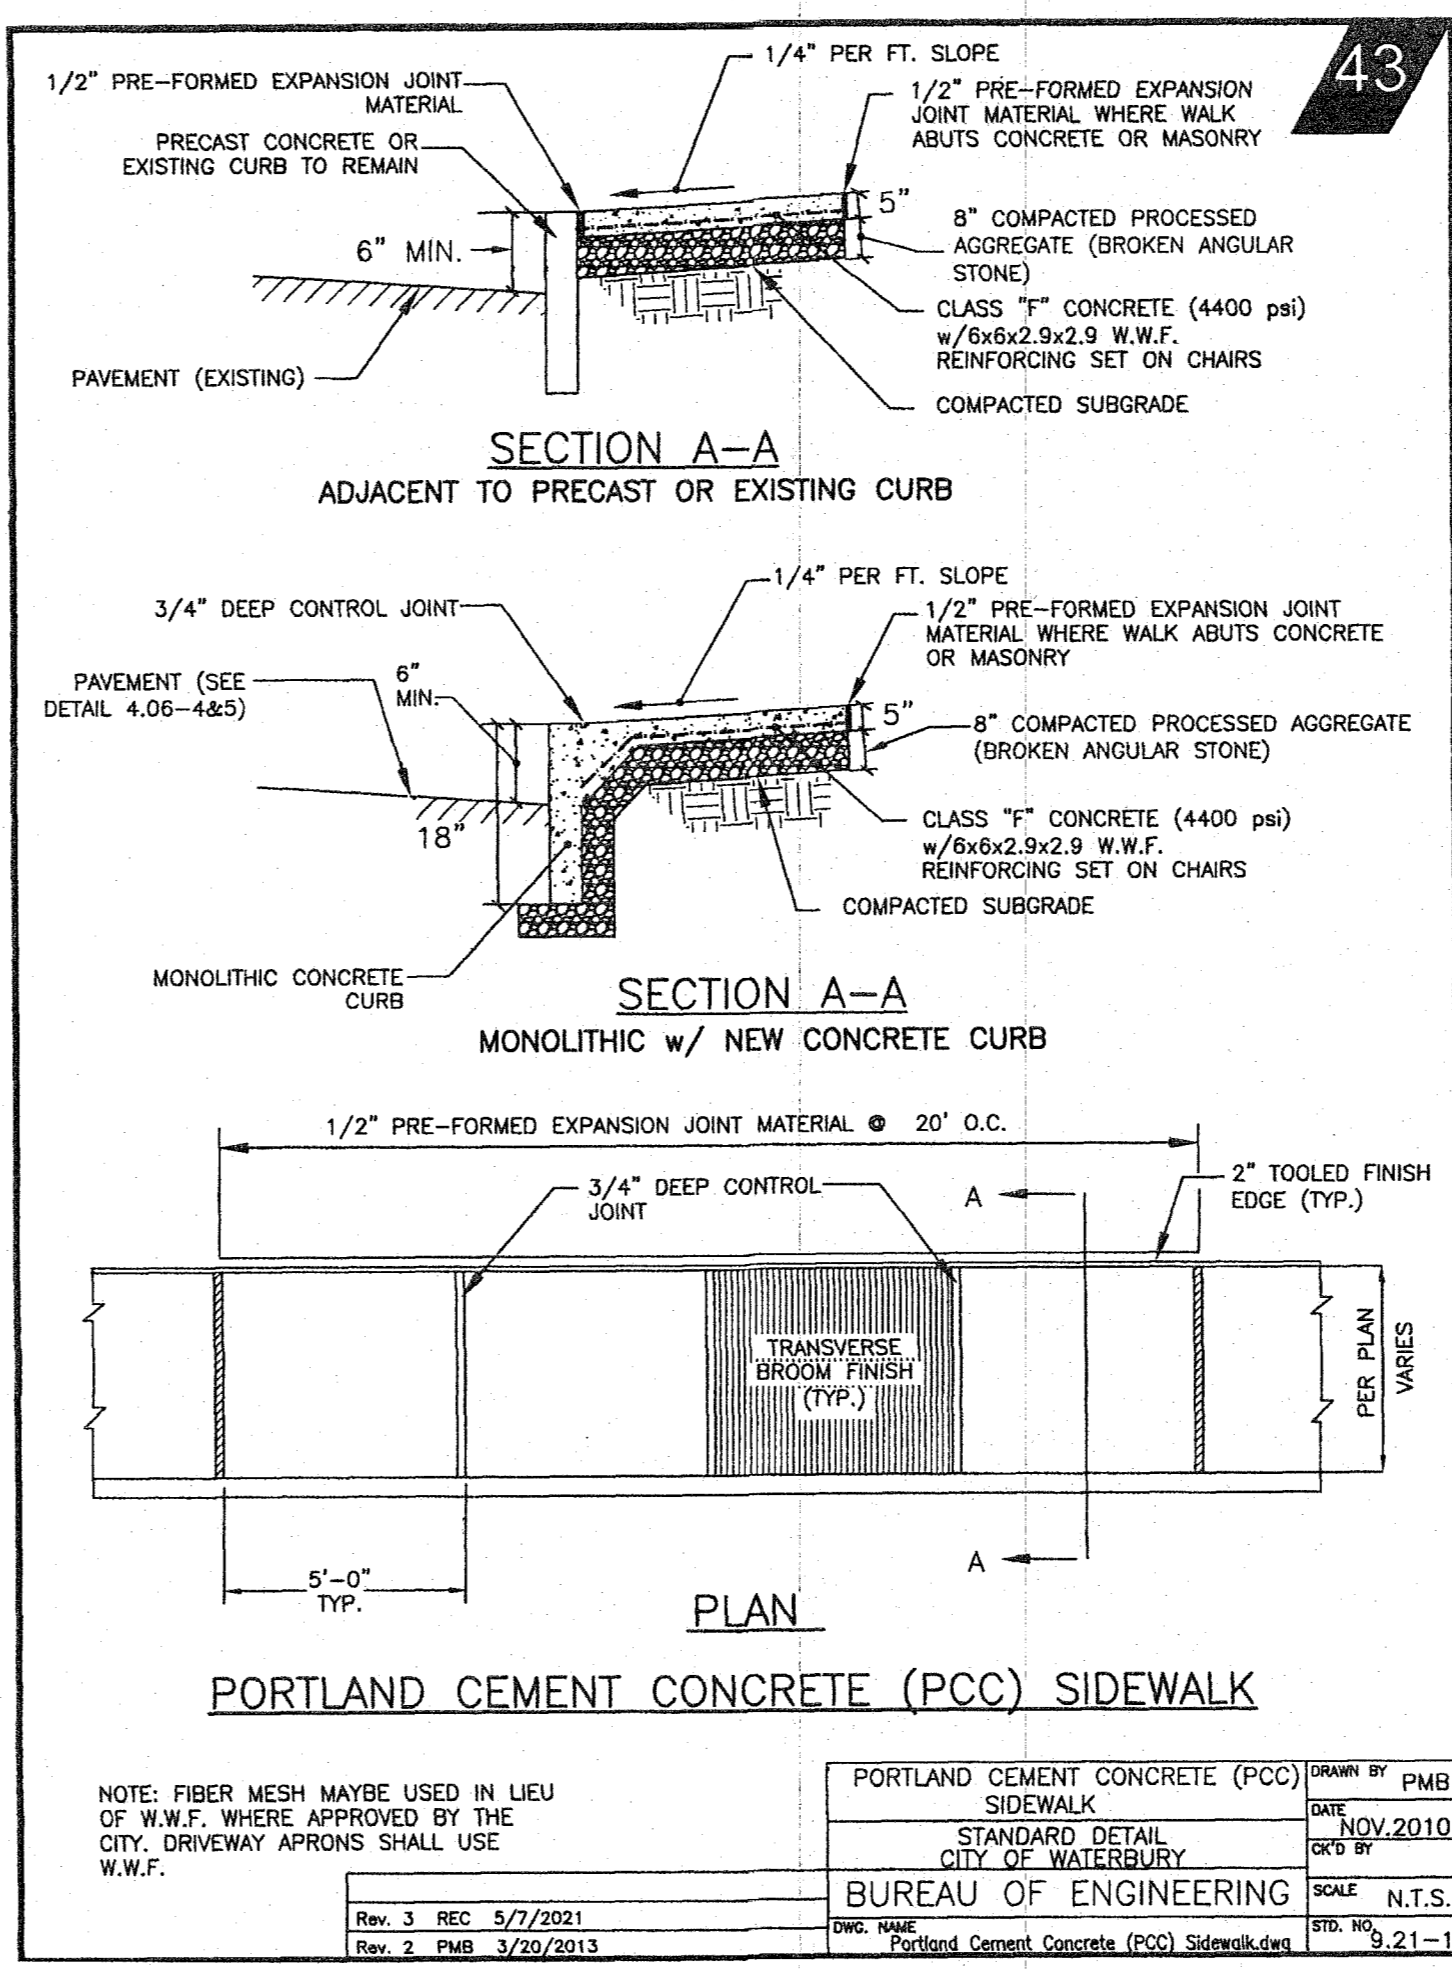 43
1/4" PER FT. SLOPE
1/2" PRE-FORMED EXPANSION JOINT
MATERIAL
1/2" PRE-FORMED EXPANSION
JOINT MATERIAL WHERE WALK
ABUTS CONCRETE OR MASONRY
PRECAST CONCRETE OR
EXISTING CURB TO REMAIN
5"
6" MIN.
8" COMPACTED PROCESSED
AGGREGATE (BROKEN ANGULAR
STONE)
CLASS "F" CONCRETE (4400 psi)
w/6x6x2.9x2.9 W.W.F.
REINFORCING SET ON CHAIRS
PAVEMENT (EXISTING)
COMPACTED SUBGRADE
SECTION A-A
ADJACENT TO PRECAST OR EXISTING CURB
1/4" PER FT. SLOPE
3/4" DEEP CONTROL JOINT
1/2" PRE-FORMED EXPANSION JOINT
MATERIAL WHERE WALK ABUTS CONCRETE
OR MASONRY
PAVEMENT (SEE
DETAIL 4.06-4&5)
6"
MIN.
5"
8" COMPACTED PROCESSED AGGREGATE
(BROKEN ANGULAR STONE)
18"
CLASS "F" CONCRETE (4400 psi)
w/6x6x2.9x2.9 W.W.F.
REINFORCING SET ON CHAIRS
COMPACTED SUBGRADE
MONOLITHIC CONCRETE
CURB
SECTION A-A
MONOLITHIC w/ NEW CONCRETE CURB
1/2" PRE-FORMED EXPANSION JOINT MATERIAL @ 20' O.C.
3/4" DEEP CONTROL
JOINT
A
2" TOOLED FINISH
EDGE (TYP.)
TRANSVERSE
BROOM FINISH
(TYP.)
PER PLAN
VARIES
A
5'-0"
TYP.
PLAN
PORTLAND CEMENT CONCRETE (PCC) SIDEWALK
NOTE: FIBER MESH MAYBE USED IN LIEU
OF W.W.F. WHERE APPROVED BY THE
CITY. DRIVEWAY APRONS SHALL USE
W.W.F.
Rev. 3 REC 5/7/2021
Rev. 2 PMB 3/20/2013
PORTLAND CEMENT CONCRETE (PCC)
SIDEWALK
STANDARD DETAIL
CITY OF WATERBURY
BUREAU OF ENGINEERING
DWG. NAME
Portland Cement Concrete (PCC) Sidewalk.dwg
DRAWN BY PMB
DATE
NOV.2010
CK'D BY
SCALE N.T.S.
STD. NO.
9.21-1